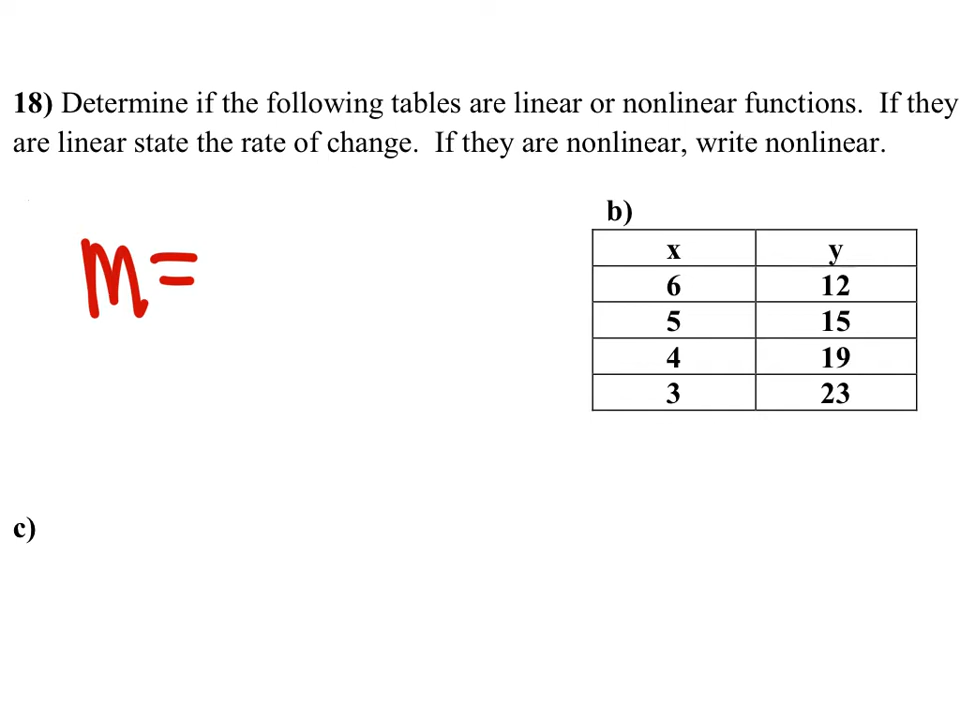 18) Determine if the following tables are linear or nonlinear functions. If they
are linear state the rate of change. If they are nonlinear, write nonlinear.
m=
b)
x y
6 12
5 15
4 19
3 23
c)